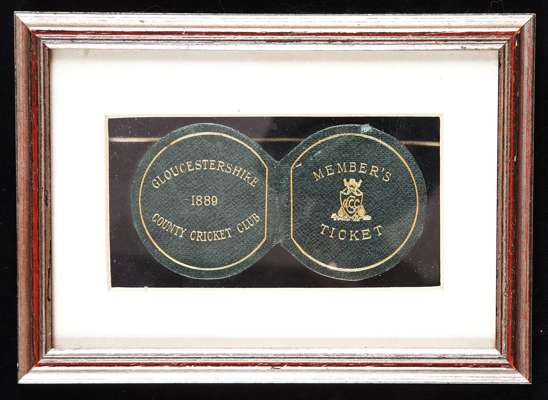 GLOUCESTERSHIRE
1889
COUNTY CRICKET CLUB
MEMBER'S
TICKET